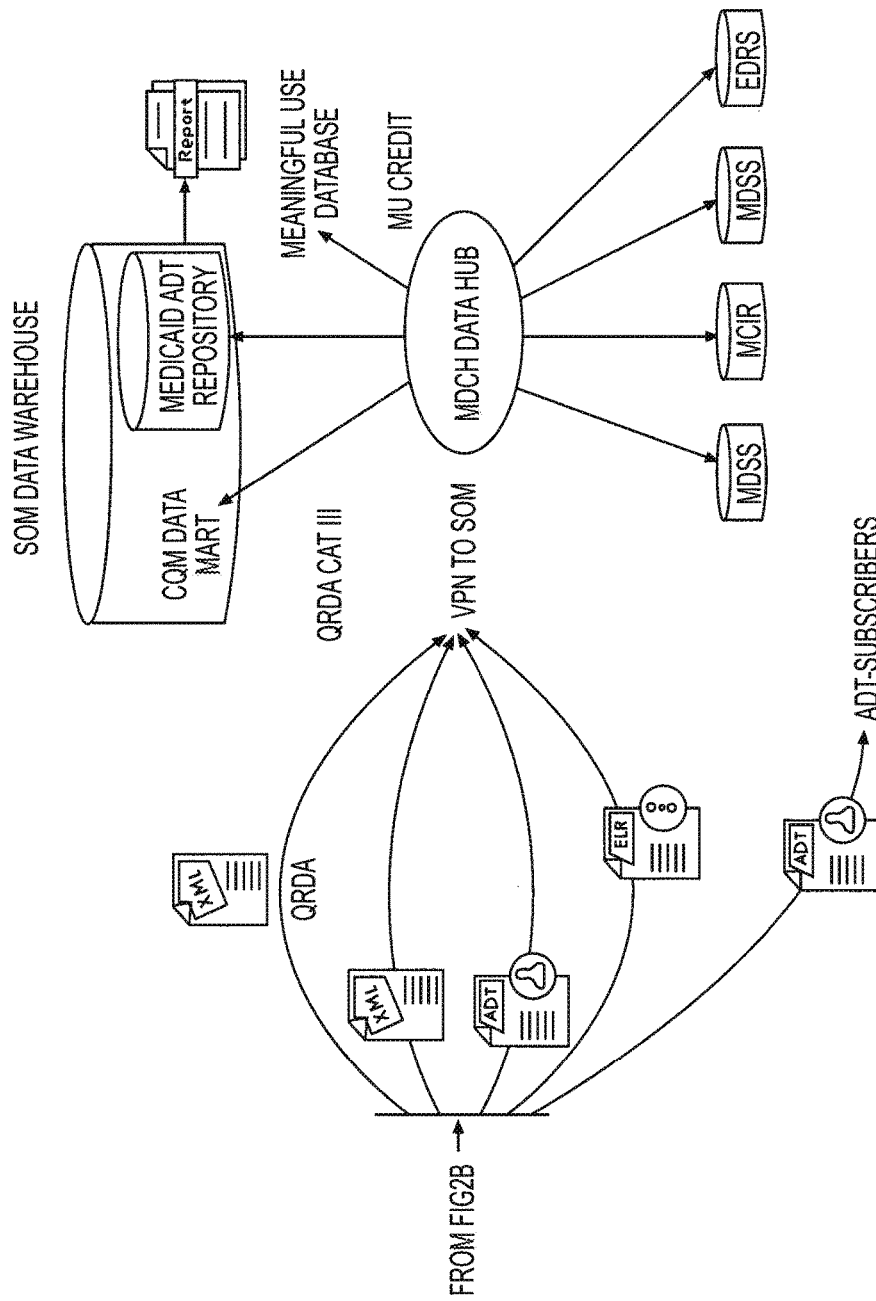 SOM DATA WAREHOUSE
CQM DATA
MART
MEDICAID ADT
REPOSITORY
Report
MEANINGFUL USE
DATABASE
MU CREDIT
QRDA CAT III
VPN TO SOM
MDCH DATA HUB
XML
QRDA
XML
ADT
ELR
ADT
FROM FIG2B
ADT-SUBSCRIBERS
MDSS
MCIR
MDSS
EDRS